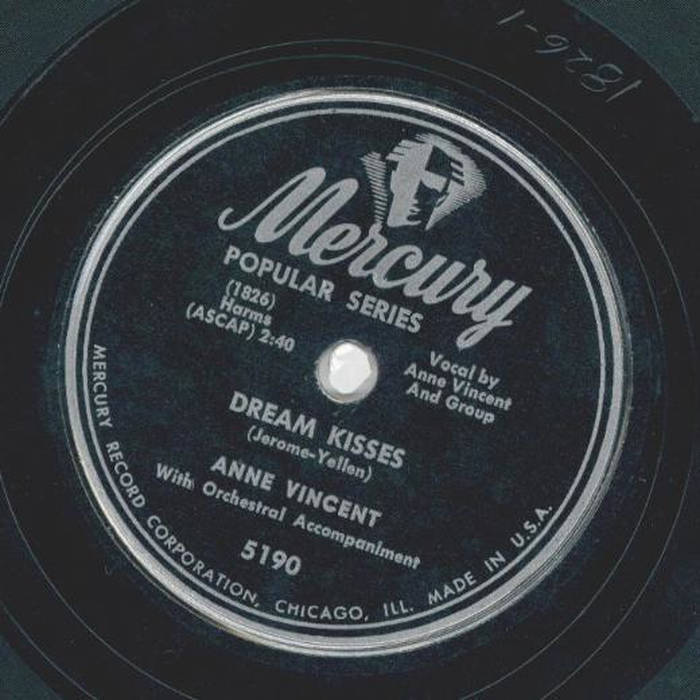 1826-1
Mercury
POPULAR SERIES
(1826)
Harms
(ASCAP) 2:40
Vocal by
Anne Vincent
And Group
DREAM KISSES
(Jerome-Yellen)
ANNE VINCENT
With Orchestral Accompaniment
5190
MERCURY RECORD CORPORATION, CHICAGO, ILL. MADE IN U.S.A.